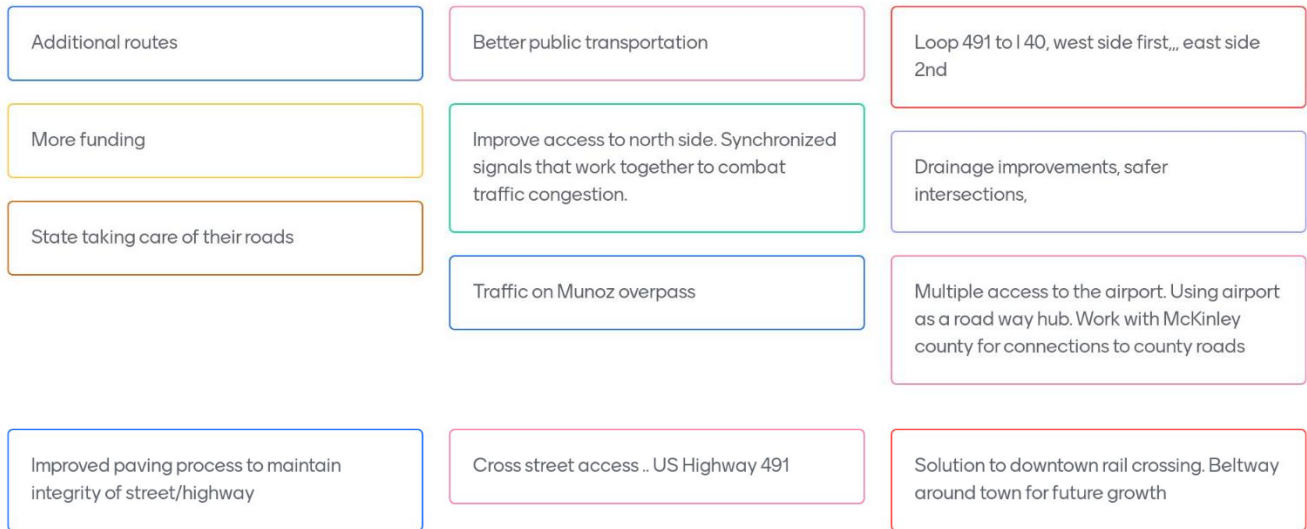 Additional routes
More funding
State taking care of their roads
Better public transportation
Improve access to north side. Synchronized
signals that work together to combat
traffic congestion.
Traffic on Munoz overpass
Loop 491 to I 40, west side first,,, east side
2nd
Drainage improvements, safer
intersections,
Multiple access to the airport. Using airport
as a road way hub. Work with McKinley
county for connections to county roads
Improved paving process to maintain
integrity of street/highway
Cross street access .. US Highway 491
Solution to downtown rail crossing. Beltway
around town for future growth